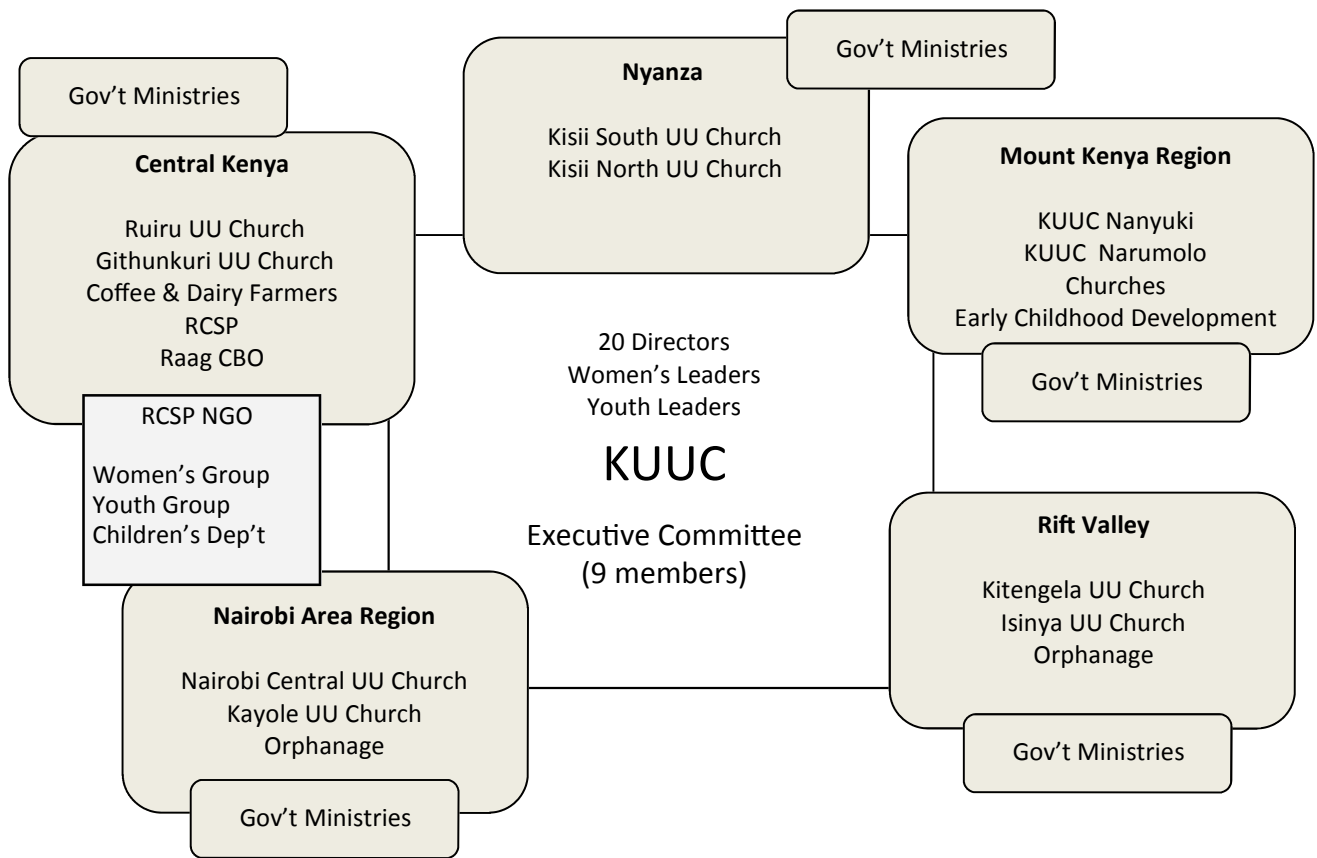 Gov’t Ministries
Central Kenya
Ruiru UU Church
Githunkuri UU Church
Coffee & Dairy Farmers
RCSP
Raag CBO
RCSP NGO
Women’s Group
Youth Group
Children’s Dep’t
Nairobi Area Region
Nairobi Central UU Church
Kayole UU Church
Orphanage
Gov’t Ministries
Nyanza
Kisii South UU Church
Kisii North UU Church
Gov’t Ministries
20 Directors
Women’s Leaders
Youth Leaders
KUUC
Executive Committee
(9 members)
Mount Kenya Region
KUUC Nanyuki
KUUC Narumolo
Churches
Early Childhood Development
Gov’t Ministries
Rift Valley
Kitengela UU Church
Isinya UU Church
Orphanage
Gov’t Ministries